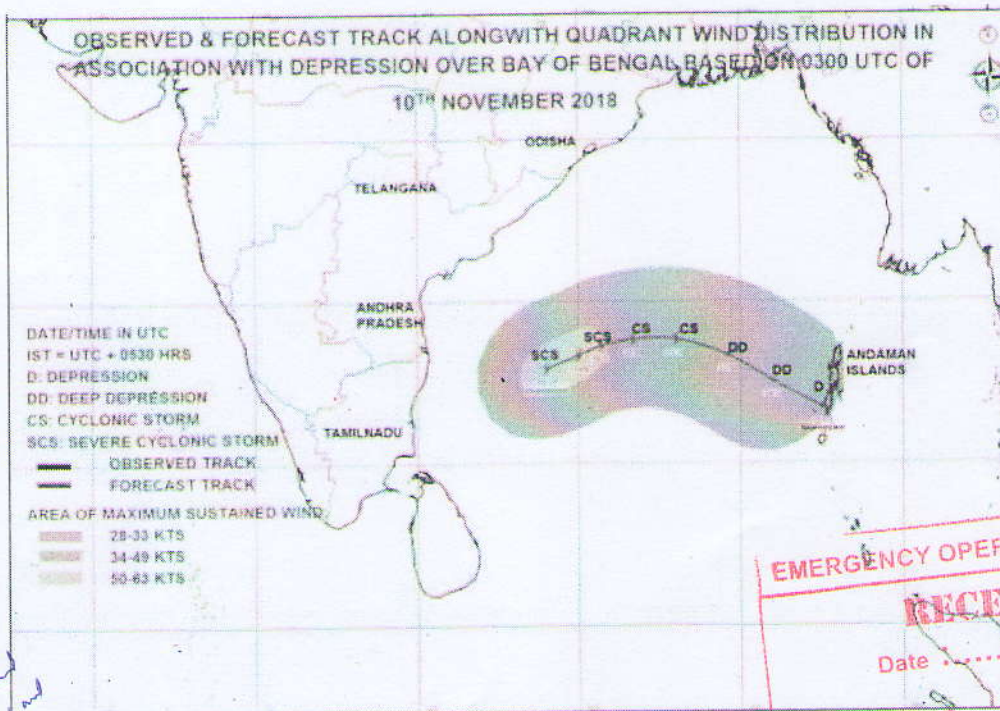 OBSERVED & FORECAST TRACK ALONGWITH QUADRANT WIND DISTRIBUTION IN
ASSOCIATION WITH DEPRESSION OVER BAY OF BENGAL BASED ON 0300 UTC OF
10TH NOVEMBER 2018
ODISHA
TELANGANA
ANDHRA
PRADESH
TAMILNADU
SCS
SCS
CS
CS
DD
DD
D
ANDAMAN
ISLANDS
DATE/TIME IN UTC
IST = UTC + 0530 HRS
D: DEPRESSION
DD: DEEP DEPRESSION
CS: CYCLONIC STORM
SCS: SEVERE CYCLONIC STORM
OBSERVED TRACK
FORECAST TRACK
AREA OF MAXIMUM SUSTAINED WIND:
28-33 KTS
34-49 KTS
50-63 KTS
EMERGENCY OPER
RECE
Date